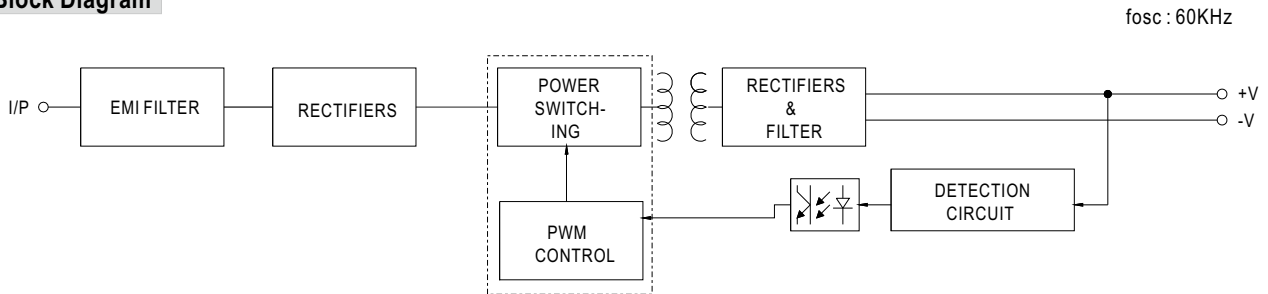 Block Diagram
fosc : 60KHz
I/P
EMI FILTER
RECTIFIERS
POWER
SWITCH-
ING
RECTIFIERS
&
FILTER
+V
-V
PWM
CONTROL
DETECTION
CIRCUIT